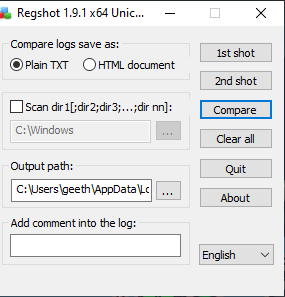 Regshot 1.9.1 x64 Unic...
Compare logs save as:
Plain TXT
HTML document
1st shot
2nd shot
Scan dir1[;dir2;dir3;...;dir nn]:
Compare
C:\Windows
...
Clear all
Output path:
Quit
C:\Users\geeth\AppData\Lo
...
About
Add comment into the log:
English